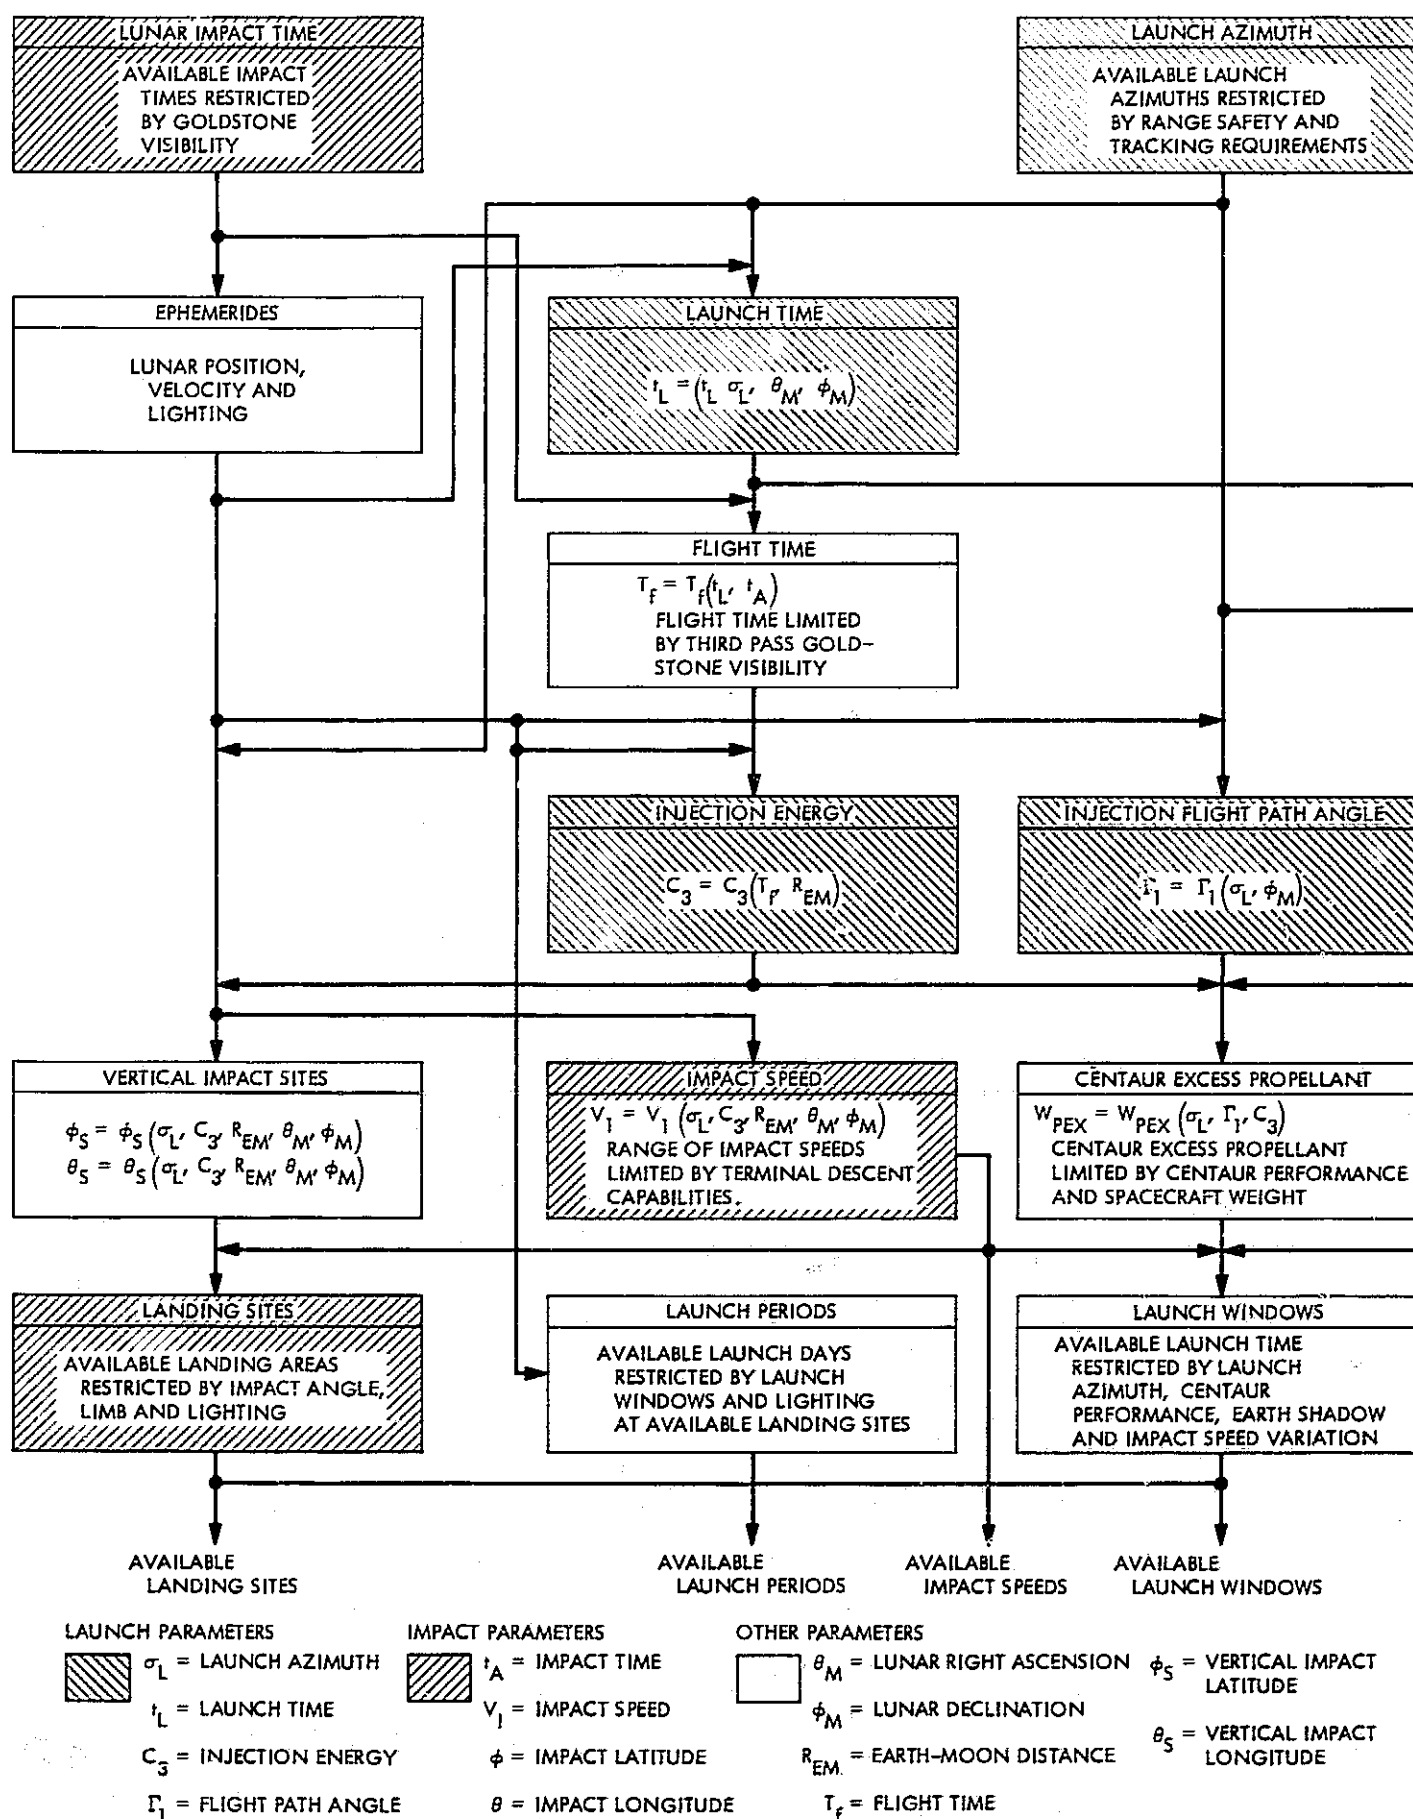 LUNAR IMPACT TIME
AVAILABLE IMPACT
TIMES RESTRICTED
BY GOLDSTONE
VISIBILITY
LAUNCH AZIMUTH
AVAILABLE LAUNCH
AZIMUTHS RESTRICTED
BY RANGE SAFETY AND
TRACKING REQUIREMENTS
EPHEMERIDES
LUNAR POSITION,
VELOCITY AND
LIGHTING
LAUNCH TIME
t_L = (t_L σ_L, θ_M, φ_M)
FLIGHT TIME
T_f = T_f(t_L, t_A)
FLIGHT TIME LIMITED
BY THIRD PASS GOLD-
STONE VISIBILITY
INJECTION ENERGY
C_3 = C_3(T_f, R_EM)
INJECTION FLIGHT PATH ANGLE
Γ_1 = Γ_1(σ_L, φ_M)
VERTICAL IMPACT SITES
φ_S = φ_S(σ_L, C_3, R_EM, θ_M, φ_M)
θ_S = θ_S(σ_L, C_3, R_EM, θ_M, φ_M)
IMPACT SPEED
V_1 = V_1(σ_L, C_3, R_EM, θ_M, φ_M)
RANGE OF IMPACT SPEEDS
LIMITED BY TERMINAL DESCENT
CAPABILITIES.
CENTAUR EXCESS PROPELLANT
W_PEX = W_PEX(σ_L, Γ_1, C_3)
CENTAUR EXCESS PROPELLANT
LIMITED BY CENTAUR PERFORMANCE
AND SPACECRAFT WEIGHT
LANDING SITES
AVAILABLE LANDING AREAS
RESTRICTED BY IMPACT ANGLE,
LIMB AND LIGHTING
LAUNCH PERIODS
AVAILABLE LAUNCH DAYS
RESTRICTED BY LAUNCH
WINDOWS AND LIGHTING
AT AVAILABLE LANDING SITES
LAUNCH WINDOWS
AVAILABLE LAUNCH TIME
RESTRICTED BY LAUNCH
AZIMUTH, CENTAUR
PERFORMANCE, EARTH SHADOW
AND IMPACT SPEED VARIATION
AVAILABLE
LANDING SITES
AVAILABLE
LAUNCH PERIODS
AVAILABLE
IMPACT SPEEDS
AVAILABLE
LAUNCH WINDOWS
LAUNCH PARAMETERS
σ_L = LAUNCH AZIMUTH
t_L = LAUNCH TIME
C_3 = INJECTION ENERGY
Γ_1 = FLIGHT PATH ANGLE
IMPACT PARAMETERS
t_A = IMPACT TIME
V_1 = IMPACT SPEED
φ = IMPACT LATITUDE
θ = IMPACT LONGITUDE
OTHER PARAMETERS
θ_M = LUNAR RIGHT ASCENSION
φ_M = LUNAR DECLINATION
R_EM = EARTH-MOON DISTANCE
T_f = FLIGHT TIME
φ_S = VERTICAL IMPACT
LATITUDE
θ_S = VERTICAL IMPACT
LONGITUDE